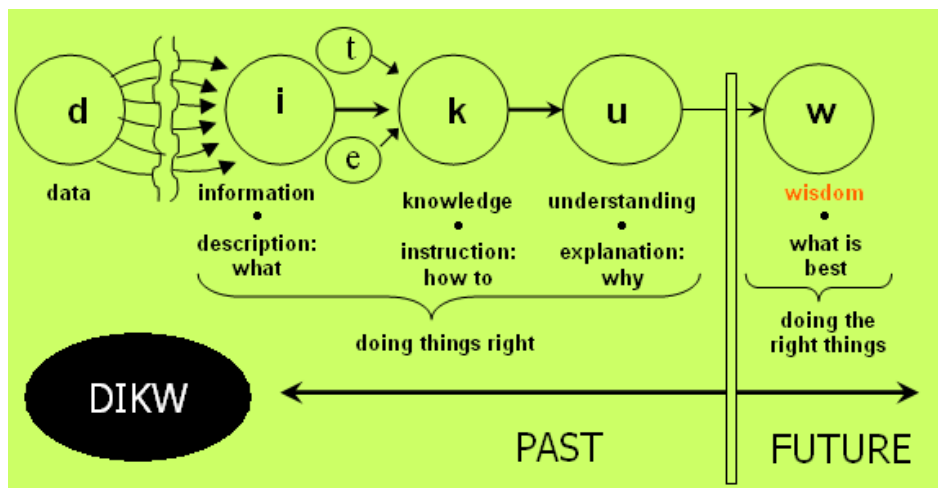 t
d
i
k
u
w
e
data
information
knowledge
understanding
wisdom
description:
what
instruction:
how to
explanation:
why
what is
best
doing things right
doing the
right things
DIKW
PAST
FUTURE